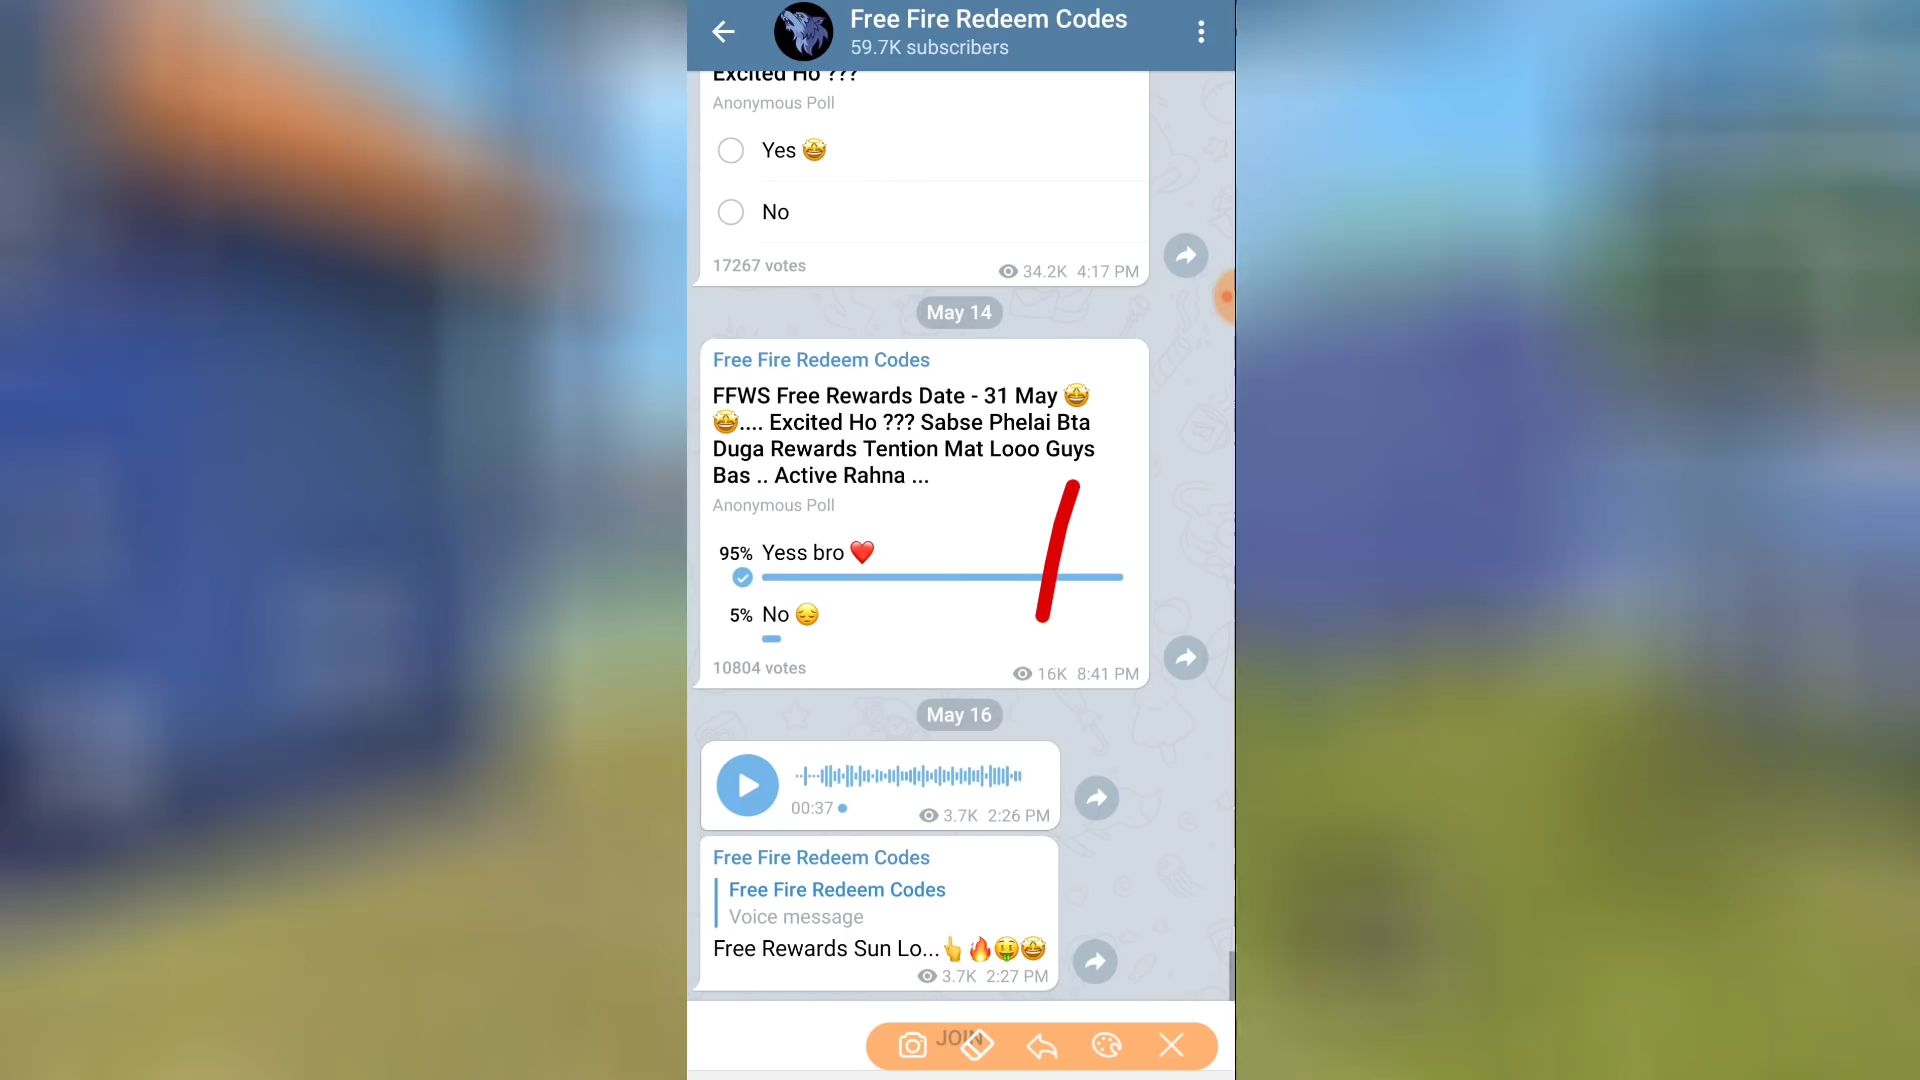 Free Fire Redeem Codes
59.7K subscribers
Excited Ho ???
Anonymous Poll
Yes 🤩
No
17267 votes
34.2K 4:17 PM
May 14
Free Fire Redeem Codes
FFWS Free Rewards Date - 31 May 🤩
🤩.... Excited Ho ??? Sabse Phelai Bta
Duga Rewards Tention Mat Looo Guys
Bas .. Active Rahna ...
Anonymous Poll
95% Yess bro ❤️
5% No 😔
10804 votes
16K 8:41 PM
May 16
00:37
3.7K 2:26 PM
Free Fire Redeem Codes
Free Fire Redeem Codes
Voice message
Free Rewards Sun Lo...👆🔥🤑🤩
3.7K 2:27 PM
JOIN